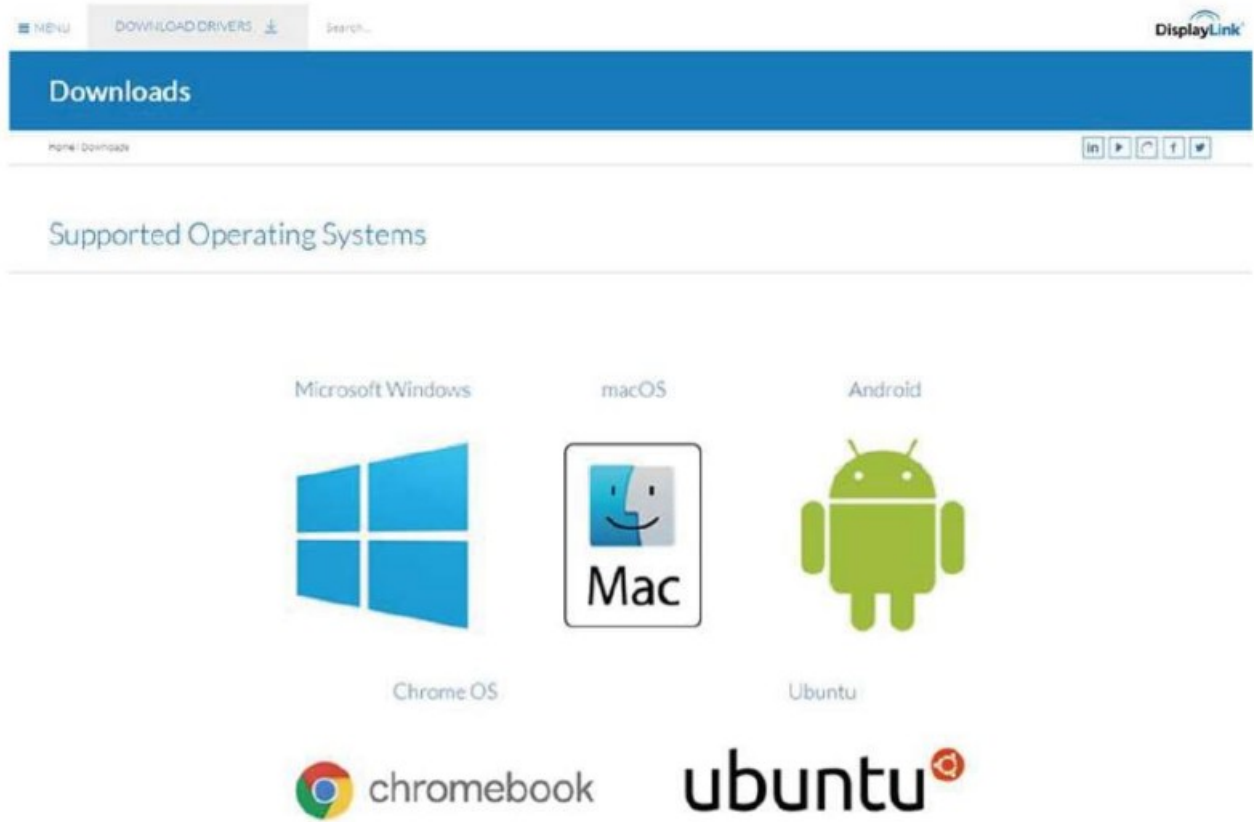 MENU DOWNLOAD DRIVERS Search...
DisplayLink
Downloads
Home / Downloads
in f
Supported Operating Systems
Microsoft Windows macOS Android
Mac
Chrome OS Ubuntu
chromebook ubuntu